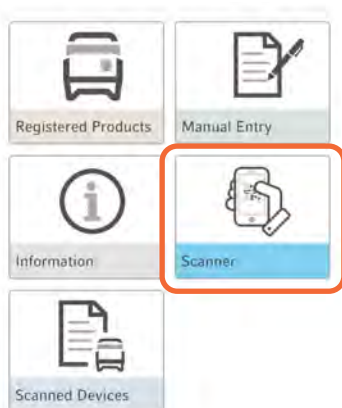 Registered Products
Manual Entry
Information
Scanner
Scanned Devices